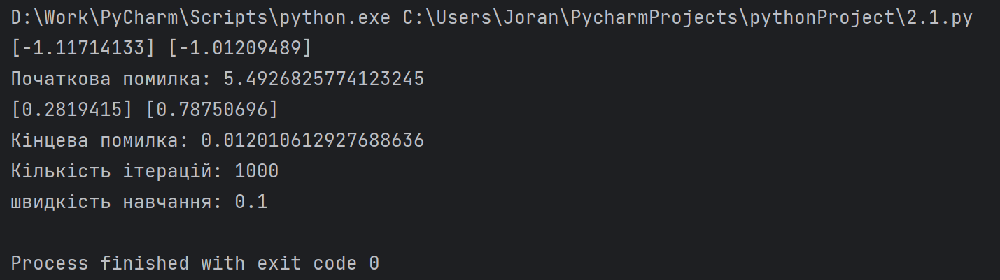 D:\Work\PyCharm\Scripts\python.exe C:\Users\Joran\PycharmProjects\pythonProject\2.1.py
[-1.11714133] [-1.01209489]
Початкова помилка: 5.4926825774123245
[0.2819415] [0.78750696]
Кінцева помилка: 0.012010612927688636
Кількість ітерацій: 1000
швидкість навчання: 0.1
Process finished with exit code 0